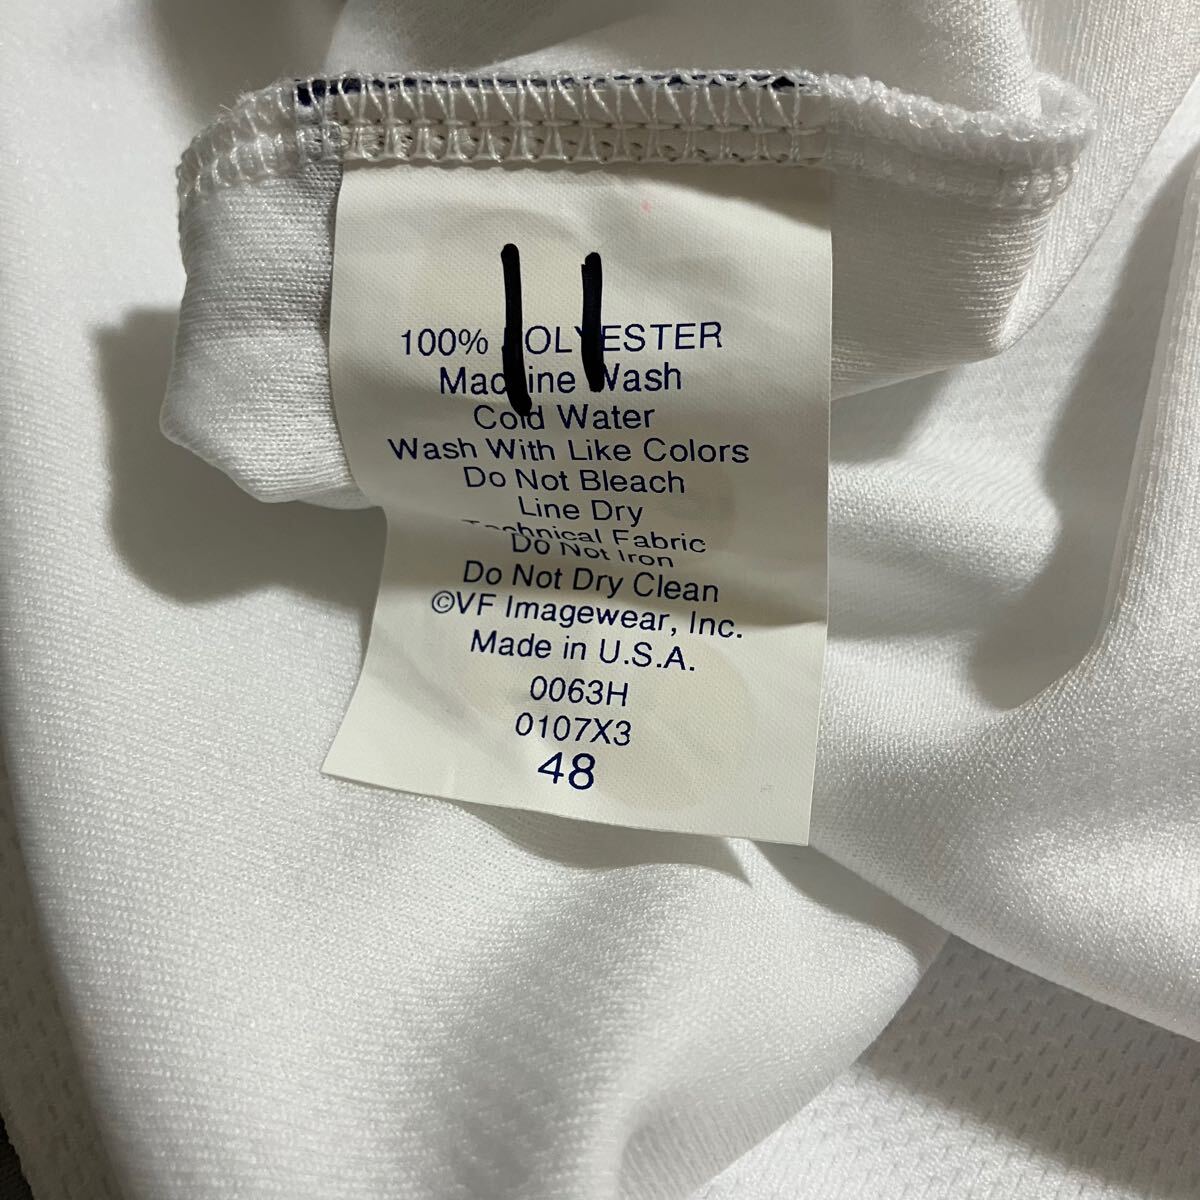 11
100% POLYESTER
Machine Wash
Cold Water
Wash With Like Colors
Do Not Bleach
Line Dry
Technical Fabric
Do Not Iron
Do Not Dry Clean
©VF Imagewear, Inc.
Made in U.S.A.
0063H
0107X3
48